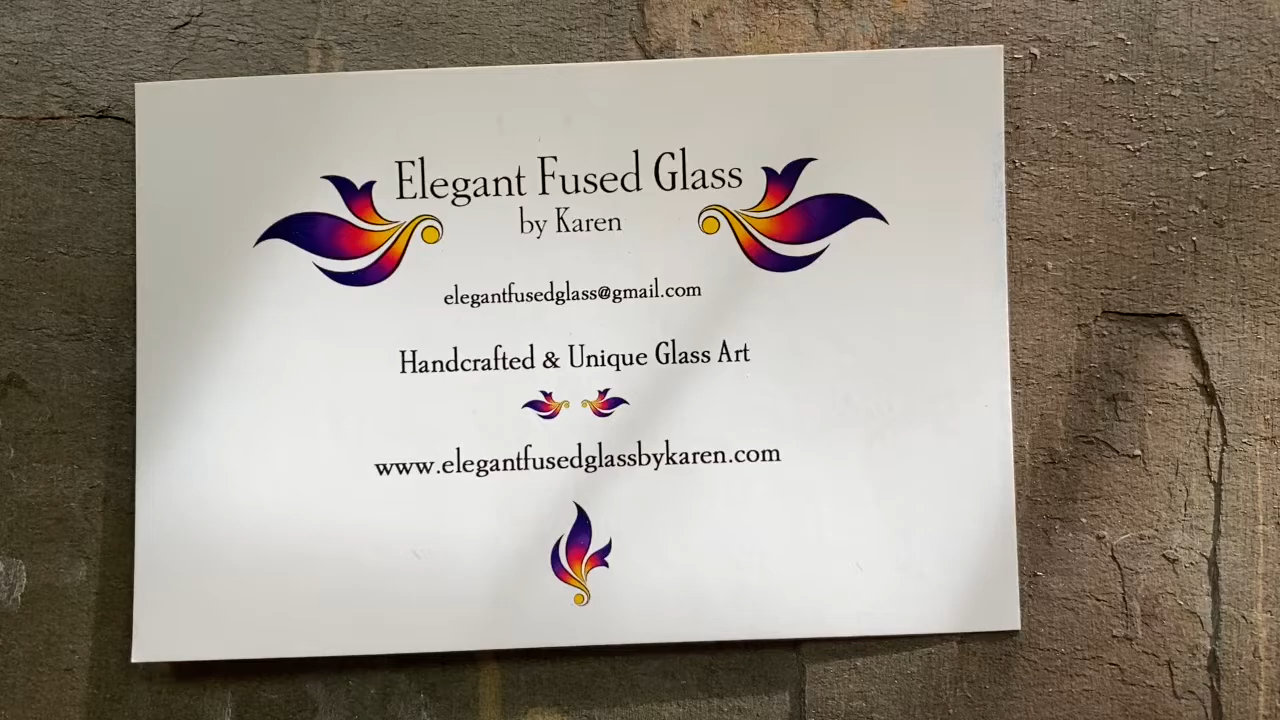 Elegant Fused Glass
by Karen
elegantfusedglass@gmail.com
Handcrafted & Unique Glass Art
www.elegantfusedglassbykaren.com